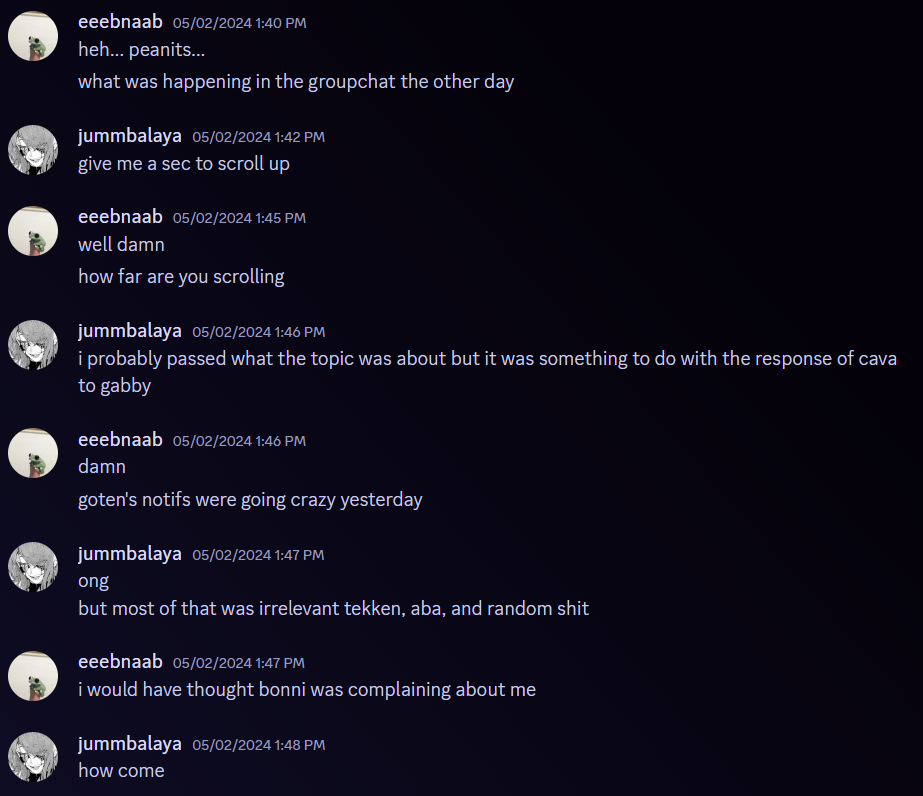 eeebnaab 05/02/2024 1:40 PM
heh... peanits...
what was happening in the groupchat the other day
jummbalaya 05/02/2024 1:42 PM
give me a sec to scroll up
eeebnaab 05/02/2024 1:45 PM
well damn
how far are you scrolling
jummbalaya 05/02/2024 1:46 PM
i probably passed what the topic was about but it was something to do with the response of cava
to gabby
eeebnaab 05/02/2024 1:46 PM
damn
goten's notifs were going crazy yesterday
jummbalaya 05/02/2024 1:47 PM
ong
but most of that was irrelevant tekken, aba, and random shit
eeebnaab 05/02/2024 1:47 PM
i would have thought bonni was complaining about me
jummbalaya 05/02/2024 1:48 PM
how come